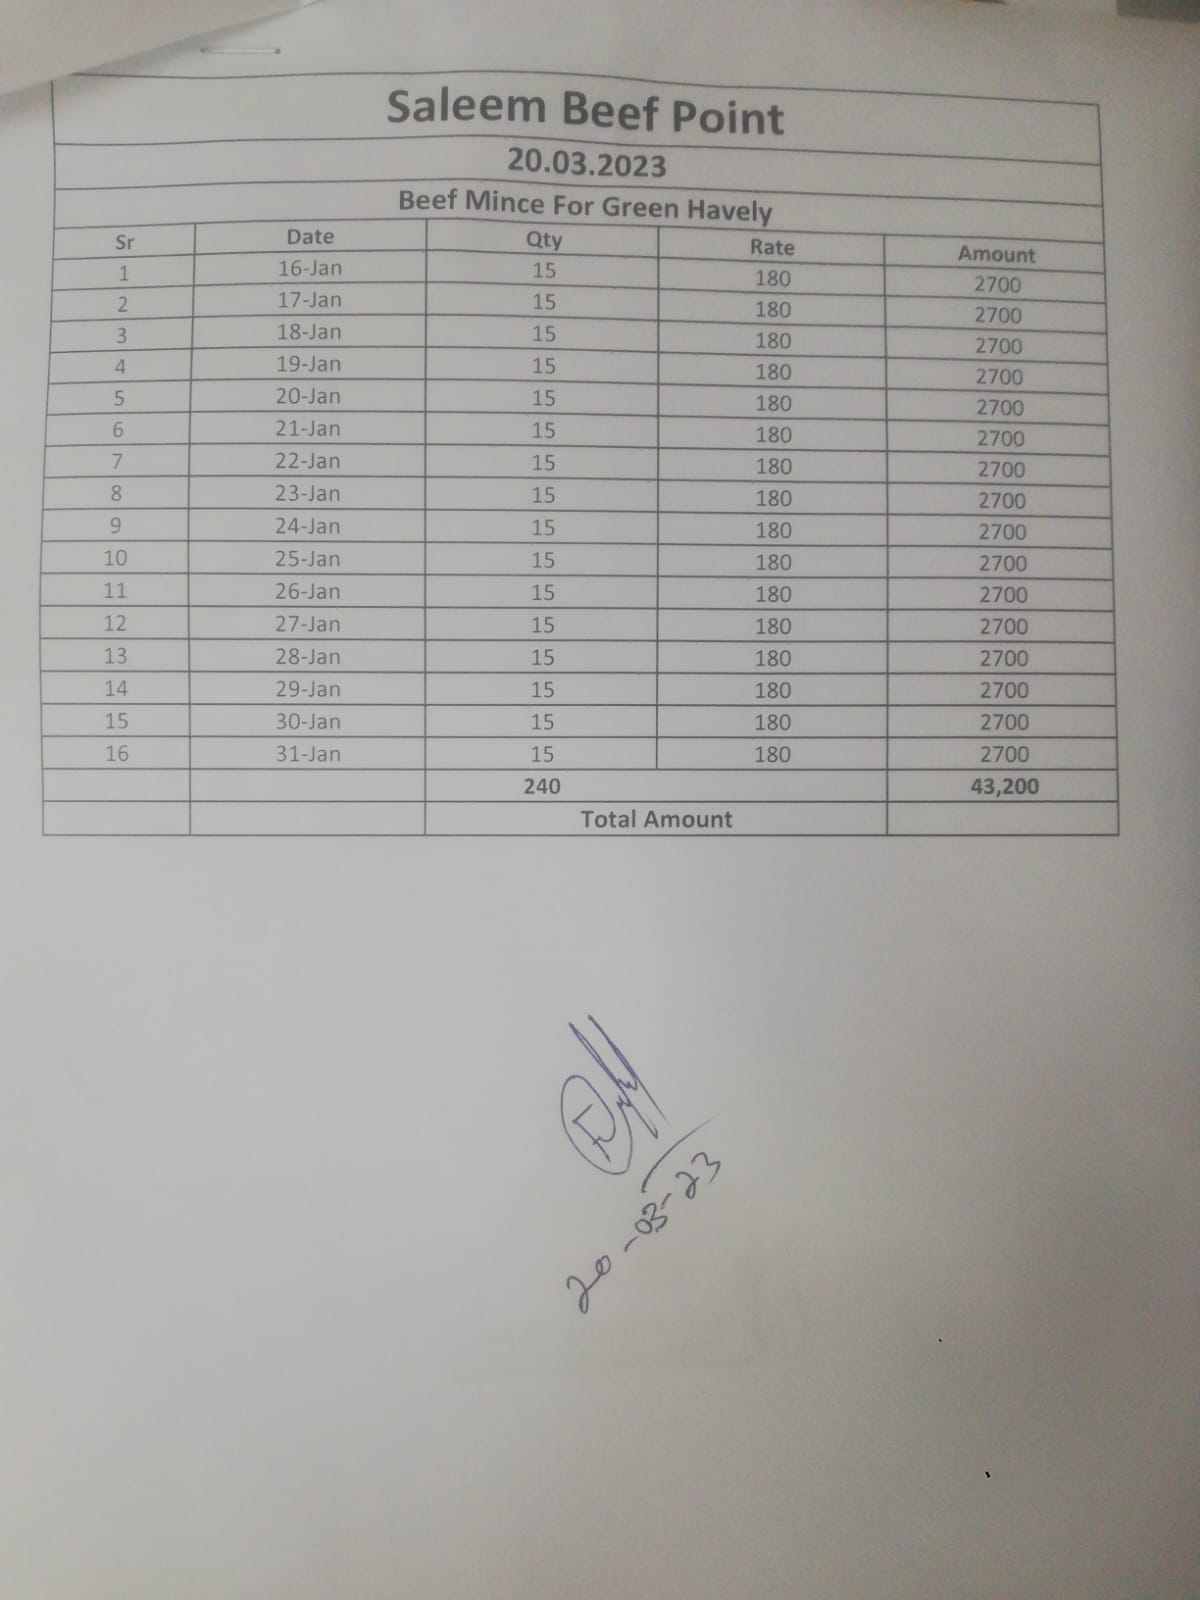 Saleem Beef Point
20.03.2023
Beef Mince For Green Havely
Sr Date Qty Rate Amount
1 16-Jan 15 180 2700
2 17-Jan 15 180 2700
3 18-Jan 15 180 2700
4 19-Jan 15 180 2700
5 20-Jan 15 180 2700
6 21-Jan 15 180 2700
7 22-Jan 15 180 2700
8 23-Jan 15 180 2700
9 24-Jan 15 180 2700
10 25-Jan 15 180 2700
11 26-Jan 15 180 2700
12 27-Jan 15 180 2700
13 28-Jan 15 180 2700
14 29-Jan 15 180 2700
15 30-Jan 15 180 2700
16 31-Jan 15 180 2700
240 43,200
Total Amount
20-03-23